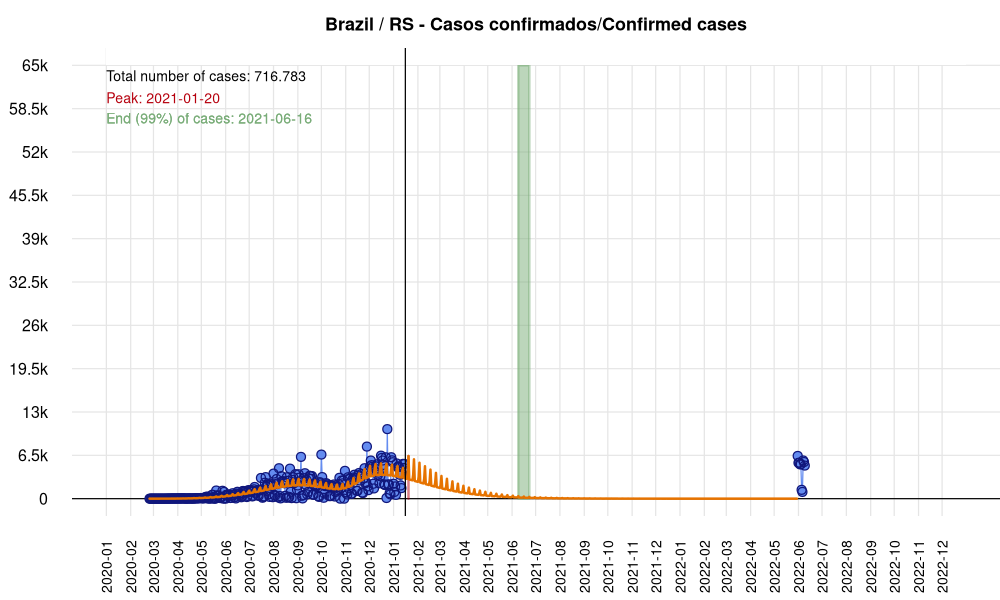 Brazil / RS - Casos confirmados/Confirmed cases
Total number of cases: 716.783
Peak: 2021-01-20
End (99%) of cases: 2021-06-16
65k
58.5k
52k
45.5k
39k
32.5k
26k
19.5k
13k
6.5k
0
2020-01
2020-02
2020-03
2020-04
2020-05
2020-06
2020-07
2020-08
2020-09
2020-10
2020-11
2020-12
2021-01
2021-02
2021-03
2021-04
2021-05
2021-06
2021-07
2021-08
2021-09
2021-10
2021-11
2021-12
2022-01
2022-02
2022-03
2022-04
2022-05
2022-06
2022-07
2022-08
2022-09
2022-10
2022-11
2022-12